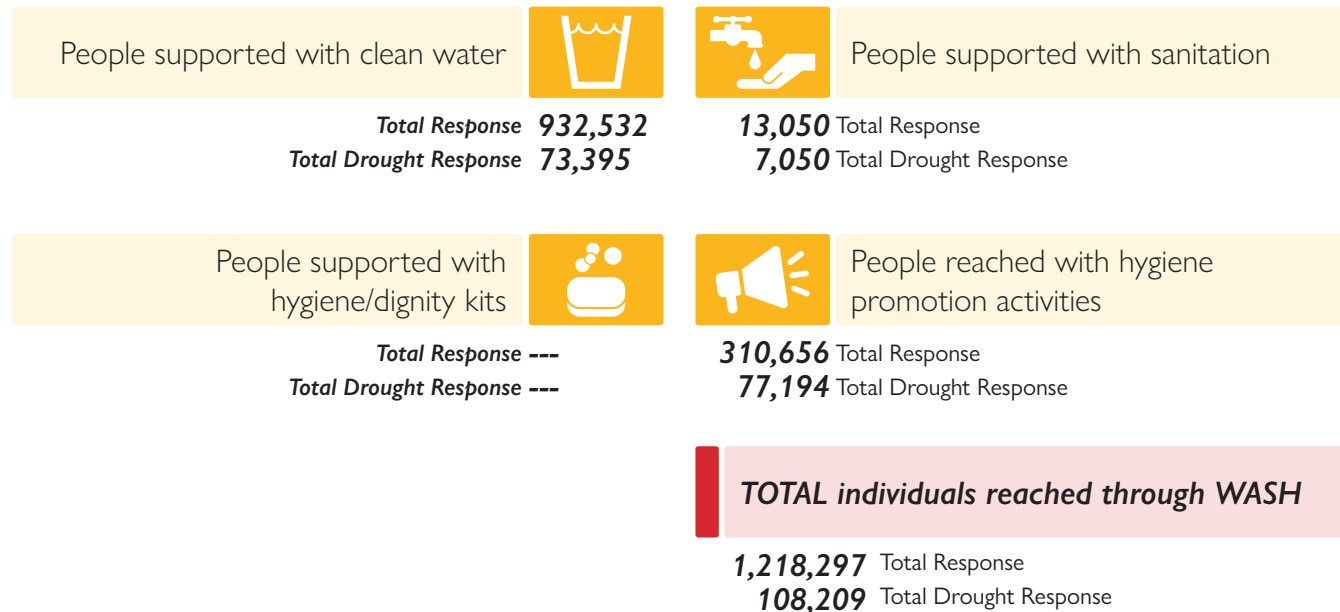 People supported with clean water
Total Response 932,532
Total Drought Response 73,395
People supported with sanitation
13,050 Total Response
7,050 Total Drought Response
People supported with
hygiene/dignity kits
Total Response ---
Total Drought Response ---
People reached with hygiene
promotion activities
310,656 Total Response
77,194 Total Drought Response
TOTAL individuals reached through WASH
1,218,297 Total Response
108,209 Total Drought Response